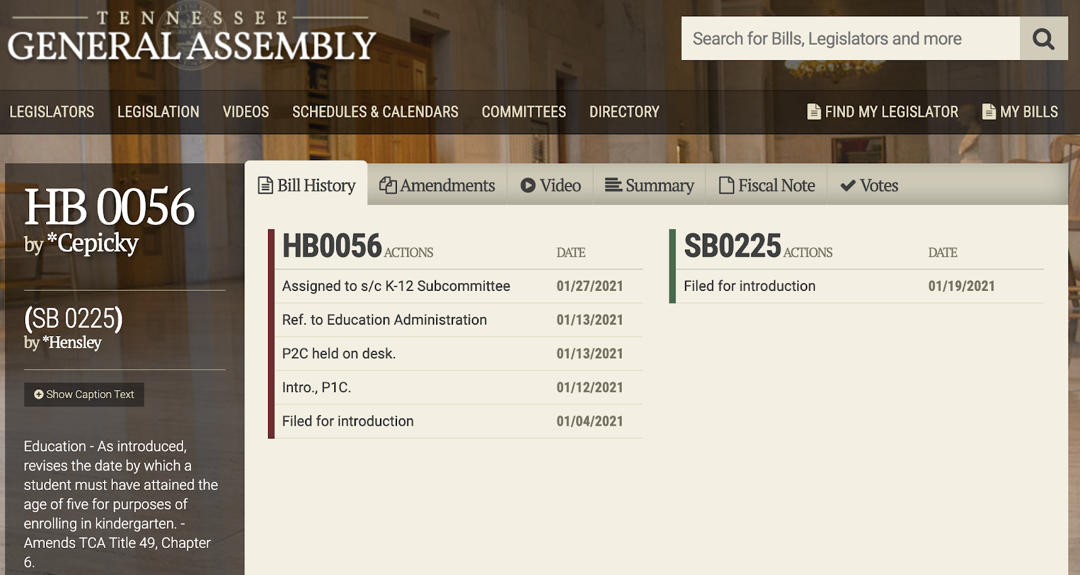 TENNESSEE
GENERAL ASSEMBLY
Search for Bills, Legislators and more
LEGISLATORS LEGISLATION VIDEOS SCHEDULES & CALENDARS COMMITTEES DIRECTORY FIND MY LEGISLATOR MY BILLS
HB 0056
by *Cepicky
(SB 0225)
by *Hensley
Show Caption Text
Education - As introduced,
revises the date by which a
student must have attained the
age of five for purposes of
enrolling in kindergarten. -
Amends TCA Title 49, Chapter
6.
Bill History Amendments Video Summary Fiscal Note Votes
HB0056 ACTIONS DATE
Assigned to s/c K-12 Subcommittee 01/27/2021
Ref. to Education Administration 01/13/2021
P2C held on desk. 01/13/2021
Intro., P1C. 01/12/2021
Filed for introduction 01/04/2021
SB0225 ACTIONS DATE
Filed for introduction 01/19/2021